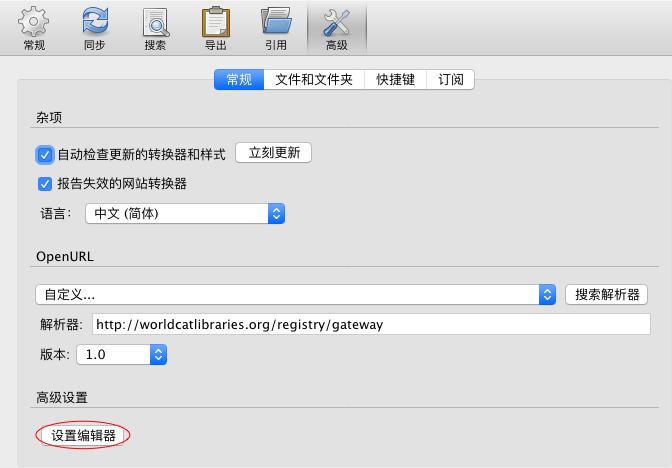 常规 同步 搜索 导出 引用 高级
常规 文件和文件夹 快捷键 订阅
杂项
自动检查更新的转换器和样式 立刻更新
报告失效的网站转换器
语言： 中文 (简体)
OpenURL
自定义... 搜索解析器
解析器: http://worldcatlibraries.org/registry/gateway
版本: 1.0
高级设置
设置编辑器